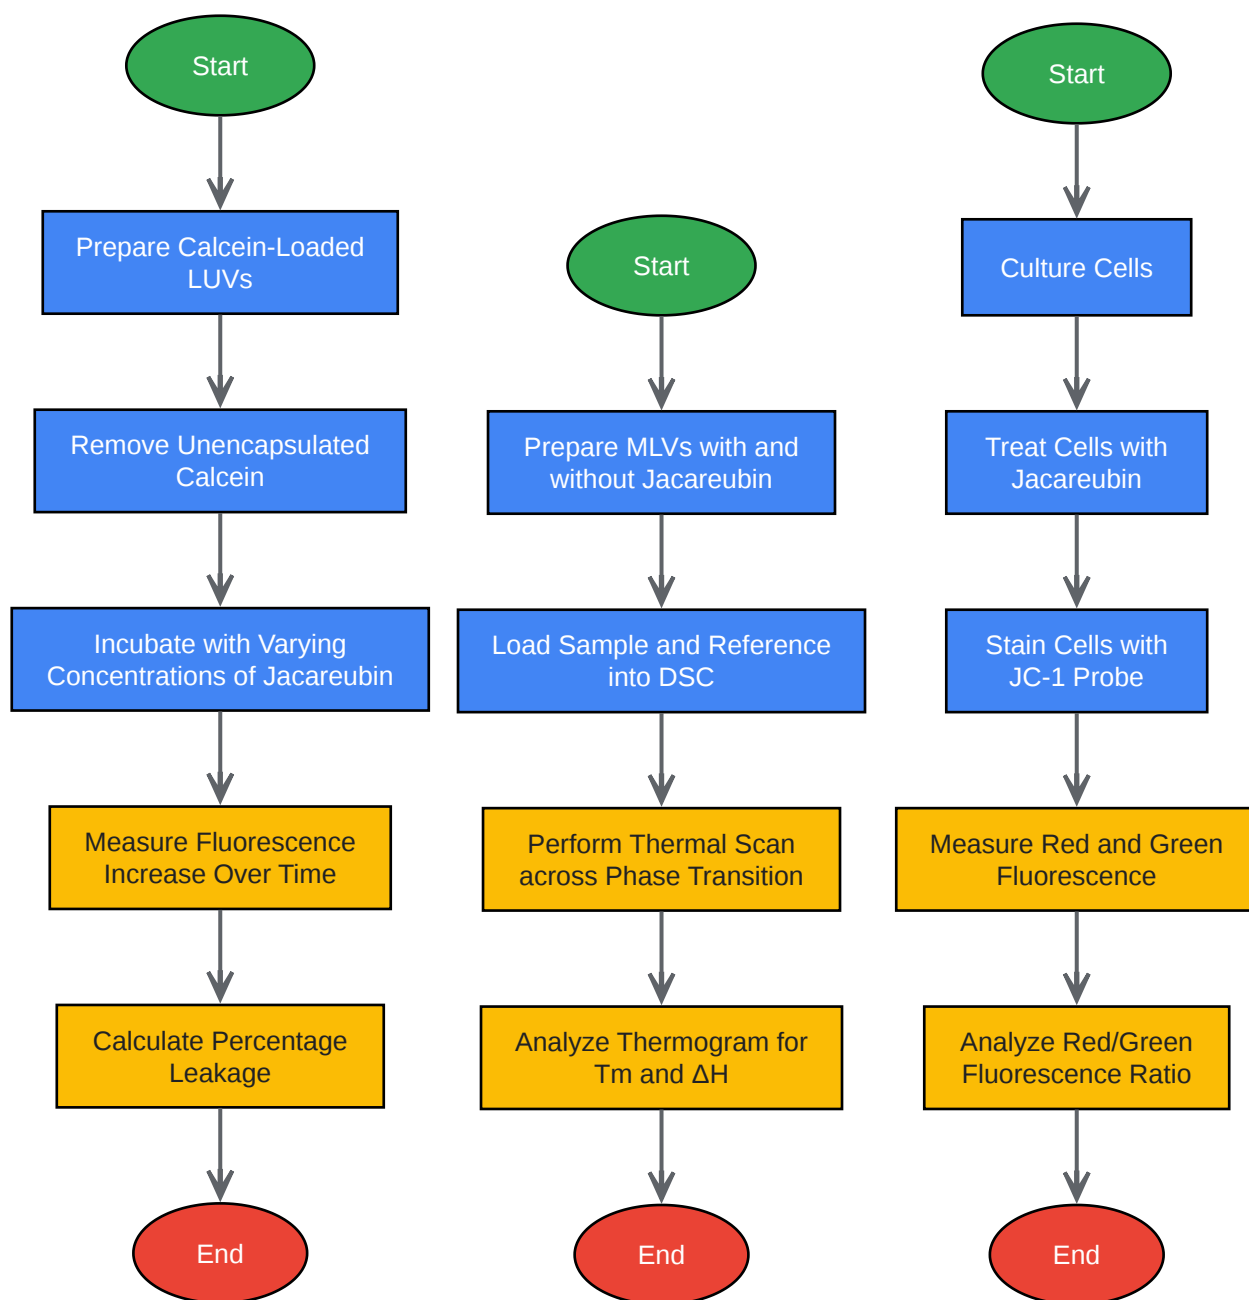 Start
Prepare Calcein-Loaded
LUVs
Remove Unencapsulated
Calcein
Incubate with Varying
Concentrations of Jacareubin
Measure Fluorescence
Increase Over Time
Calculate Percentage
Leakage
End
Start
Prepare MLVs with and
without Jacareubin
Load Sample and Reference
into DSC
Perform Thermal Scan
across Phase Transition
Analyze Thermogram for
Tm and ΔH
End
Start
Culture Cells
Treat Cells with
Jacareubin
Stain Cells with
JC-1 Probe
Measure Red and Green
Fluorescence
Analyze Red/Green
Fluorescence Ratio
End